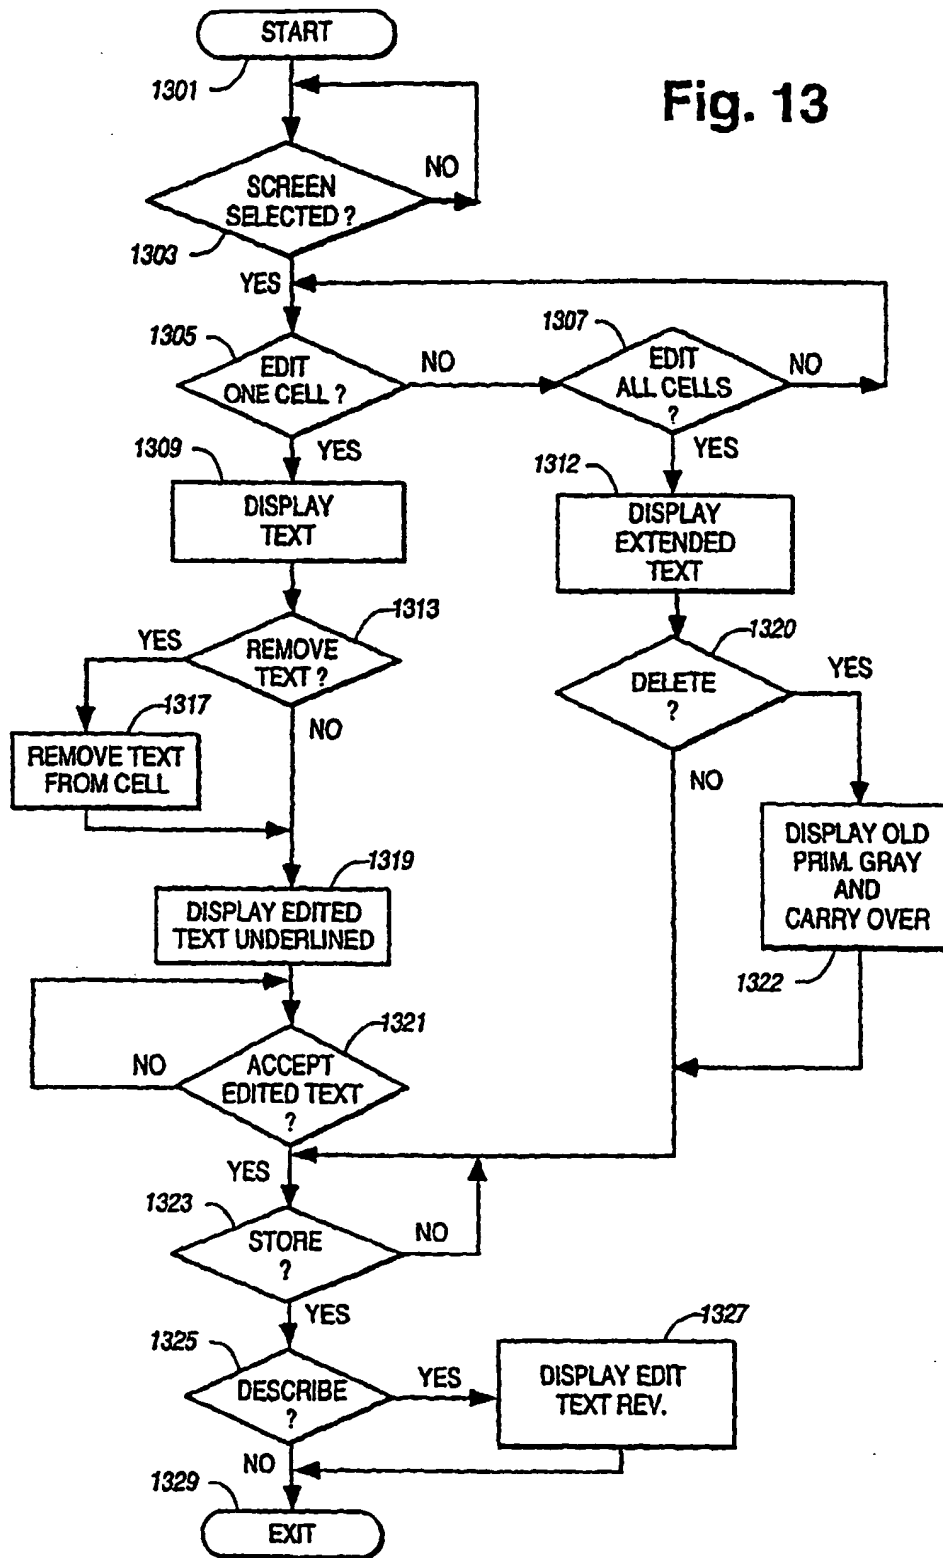 START
1301
Fig. 13
NO
SCREEN
SELECTED ?
1303
YES
1305
EDIT
ONE CELL ?
NO
1307
EDIT
ALL CELLS
?
NO
YES
YES
1309
DISPLAY
TEXT
1312
DISPLAY
EXTENDED
TEXT
1313
YES
REMOVE
TEXT ?
NO
1317
REMOVE TEXT
FROM CELL
1320
DELETE
?
YES
NO
DISPLAY OLD
PRIM. GRAY
AND
CARRY OVER
1322
1319
DISPLAY EDITED
TEXT UNDERLINED
1321
NO
ACCEPT
EDITED TEXT
?
YES
1323
STORE
?
NO
YES
1325
DESCRIBE
?
YES
1327
DISPLAY EDIT
TEXT REV.
NO
1329
EXIT